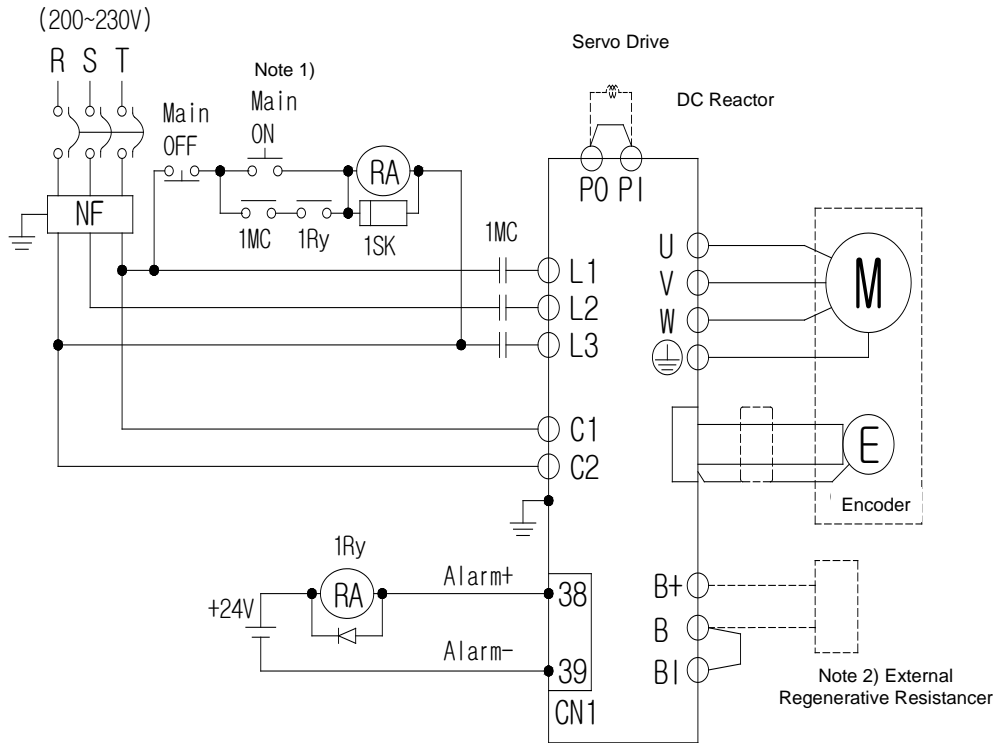 (200~230V)
R S T
Note 1)
Main
OFF
Main
ON
RA
NF
1MC 1Ry 1SK
1MC
Servo Drive
DC Reactor
PO PI
L1
L2
L3
C1
C2
U
V
W
M
E
Encoder
1Ry
RA
+24V
Alarm+
Alarm-
38
39
CN1
B+
B
BI
Note 2) External
Regenerative Resistancer